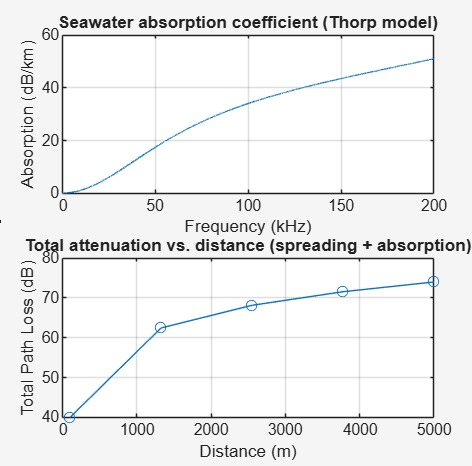 Seawater absorption coefficient (Thorp model)
60
40
20
0
Absorption (dB/km)
0 50 100 150 200
Frequency (kHz)
Total attenuation vs. distance (spreading + absorption)
80
70
60
50
40
Total Path Loss (dB)
0 1000 2000 3000 4000 5000
Distance (m)